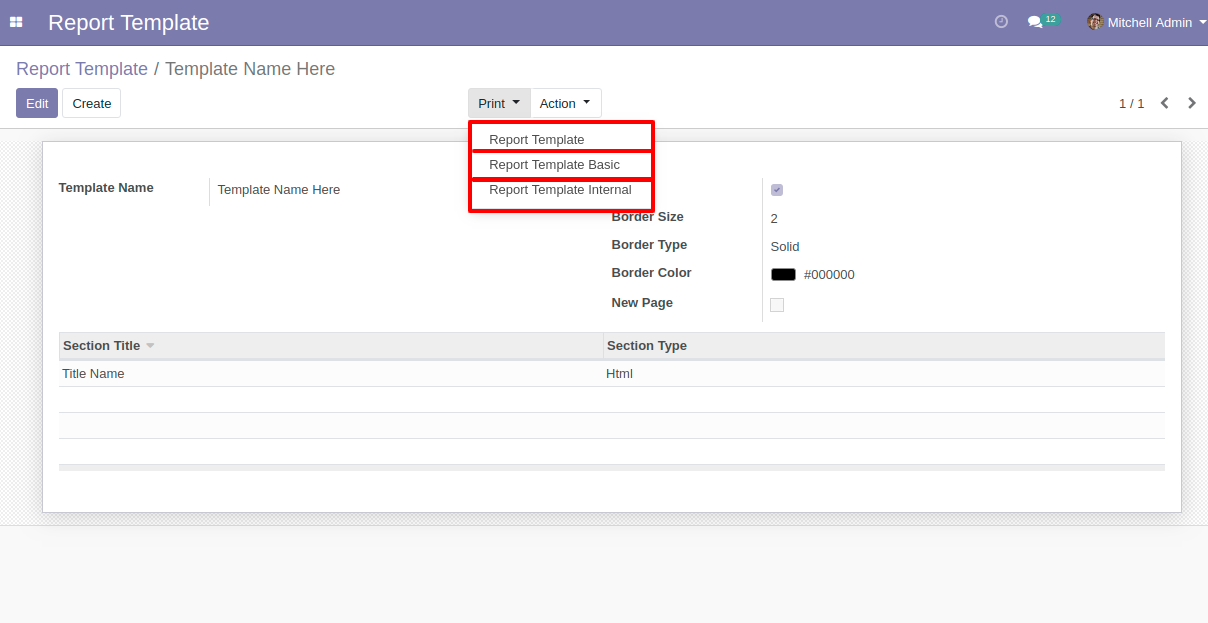 Report Template
12
Mitchell Admin
Report Template / Template Name Here
Edit Create
Print Action
1 / 1
Report Template
Report Template Basic
Report Template Internal
Template Name Template Name Here
Border Size 2
Border Type Solid
Border Color #000000
New Page
Section Title Section Type
Title Name Html